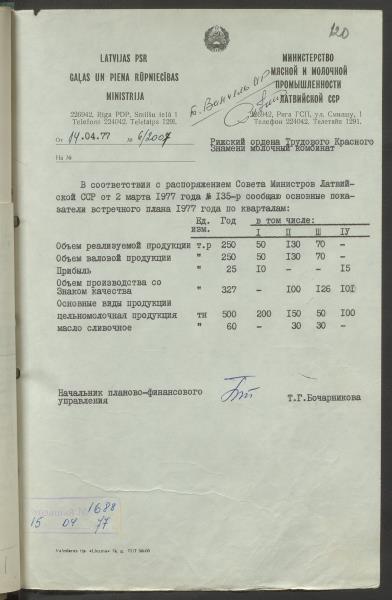 120
LATVIJAS PSR
GAĻAS UN PIENA RŪPNIECĪBAS
MINISTRIJA
226942, Rīgā PDP, Smilšu ielā 1
Telefons 224042. Teletaips 1291.
МИНИСТЕРСТВО
МЯСНОЙ И МОЛОЧНОЙ
ПРОМЫШЛЕННОСТИ
ЛАТВИЙСКОЙ ССР
226942, Рига ГСП, ул. Смилшу, 1
Телефон 224042. Телетайп 1291.
От 14.04.77 № 6/2007
На №
Рижский ордена Трудового Красного
Знамени молочный комбинат
В соответствии с распоряжением Совета Министров Латвий-
ской ССР от 2 марта 1977 года № 135-р сообщаю основные пока-
затели встречного плана 1977 года по кварталам:
Ед. изм. Год в том числе:
I П Ш IУ
Объем реализуемой продукции т.р 250 50 130 70 -
Объем валовой продукции " 250 50 130 70 -
Прибыль " 25 10 - - 15
Объем производства со
Знаком качества " 327 - 100 126 101
Основные виды продукции
цельномолочная продукция тн 500 200 150 50 100
масло сливочное " 60 - 30 30 -
Начальник планово-финансового
управления
Т.Г.Бочарникова
1688
15 04 77